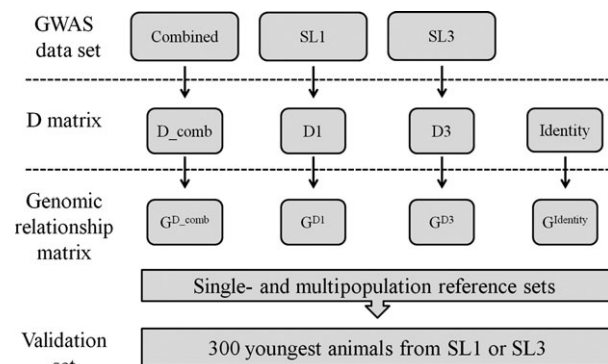 GWAS data set
Combined
SL1
SL3
D matrix
D_comb
D1
D3
Identity
Genomic relationship matrix
G^D_comb
G^D1
G^D3
G^Identity
Single- and multipopulation reference sets
Validation
300 youngest animals from SL1 or SL3